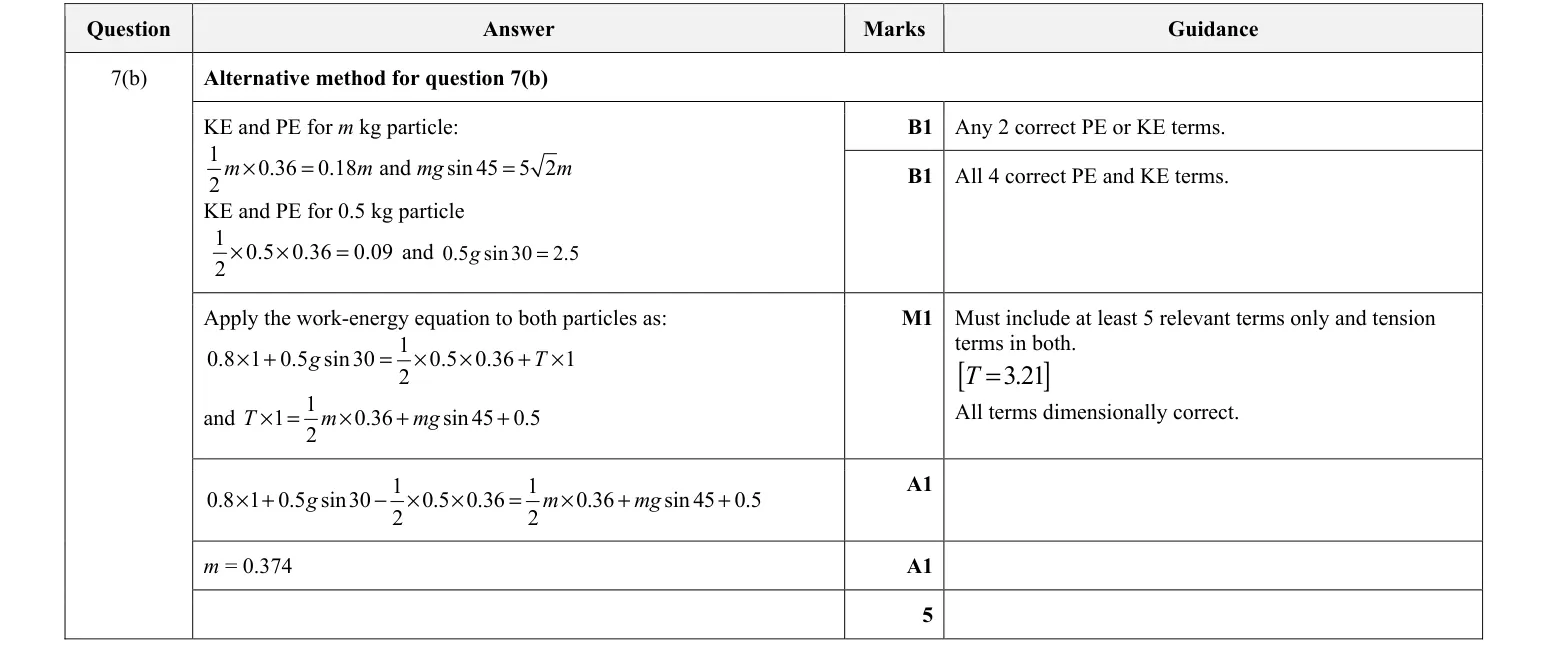 Question Answer Marks Guidance
7(b) Alternative method for question 7(b)
KE and PE for m kg particle: B1 Any 2 correct PE or KE terms.
1/2 m × 0.36 = 0.18m and mg sin 45 = 5√2m B1 All 4 correct PE and KE terms.
KE and PE for 0.5 kg particle
1/2 × 0.5 × 0.36 = 0.09 and 0.5g sin 30 = 2.5
Apply the work-energy equation to both particles as: M1 Must include at least 5 relevant terms only and tension
terms in both.
0.8 × 1 + 0.5g sin 30 = 1/2 × 0.5 × 0.36 + T × 1
[T = 3.21]
and T × 1 = 1/2 m × 0.36 + mg sin 45 + 0.5
All terms dimensionally correct.
0.8 × 1 + 0.5g sin 30 − 1/2 × 0.5 × 0.36 = 1/2 m × 0.36 + mg sin 45 + 0.5 A1
m = 0.374 A1
5